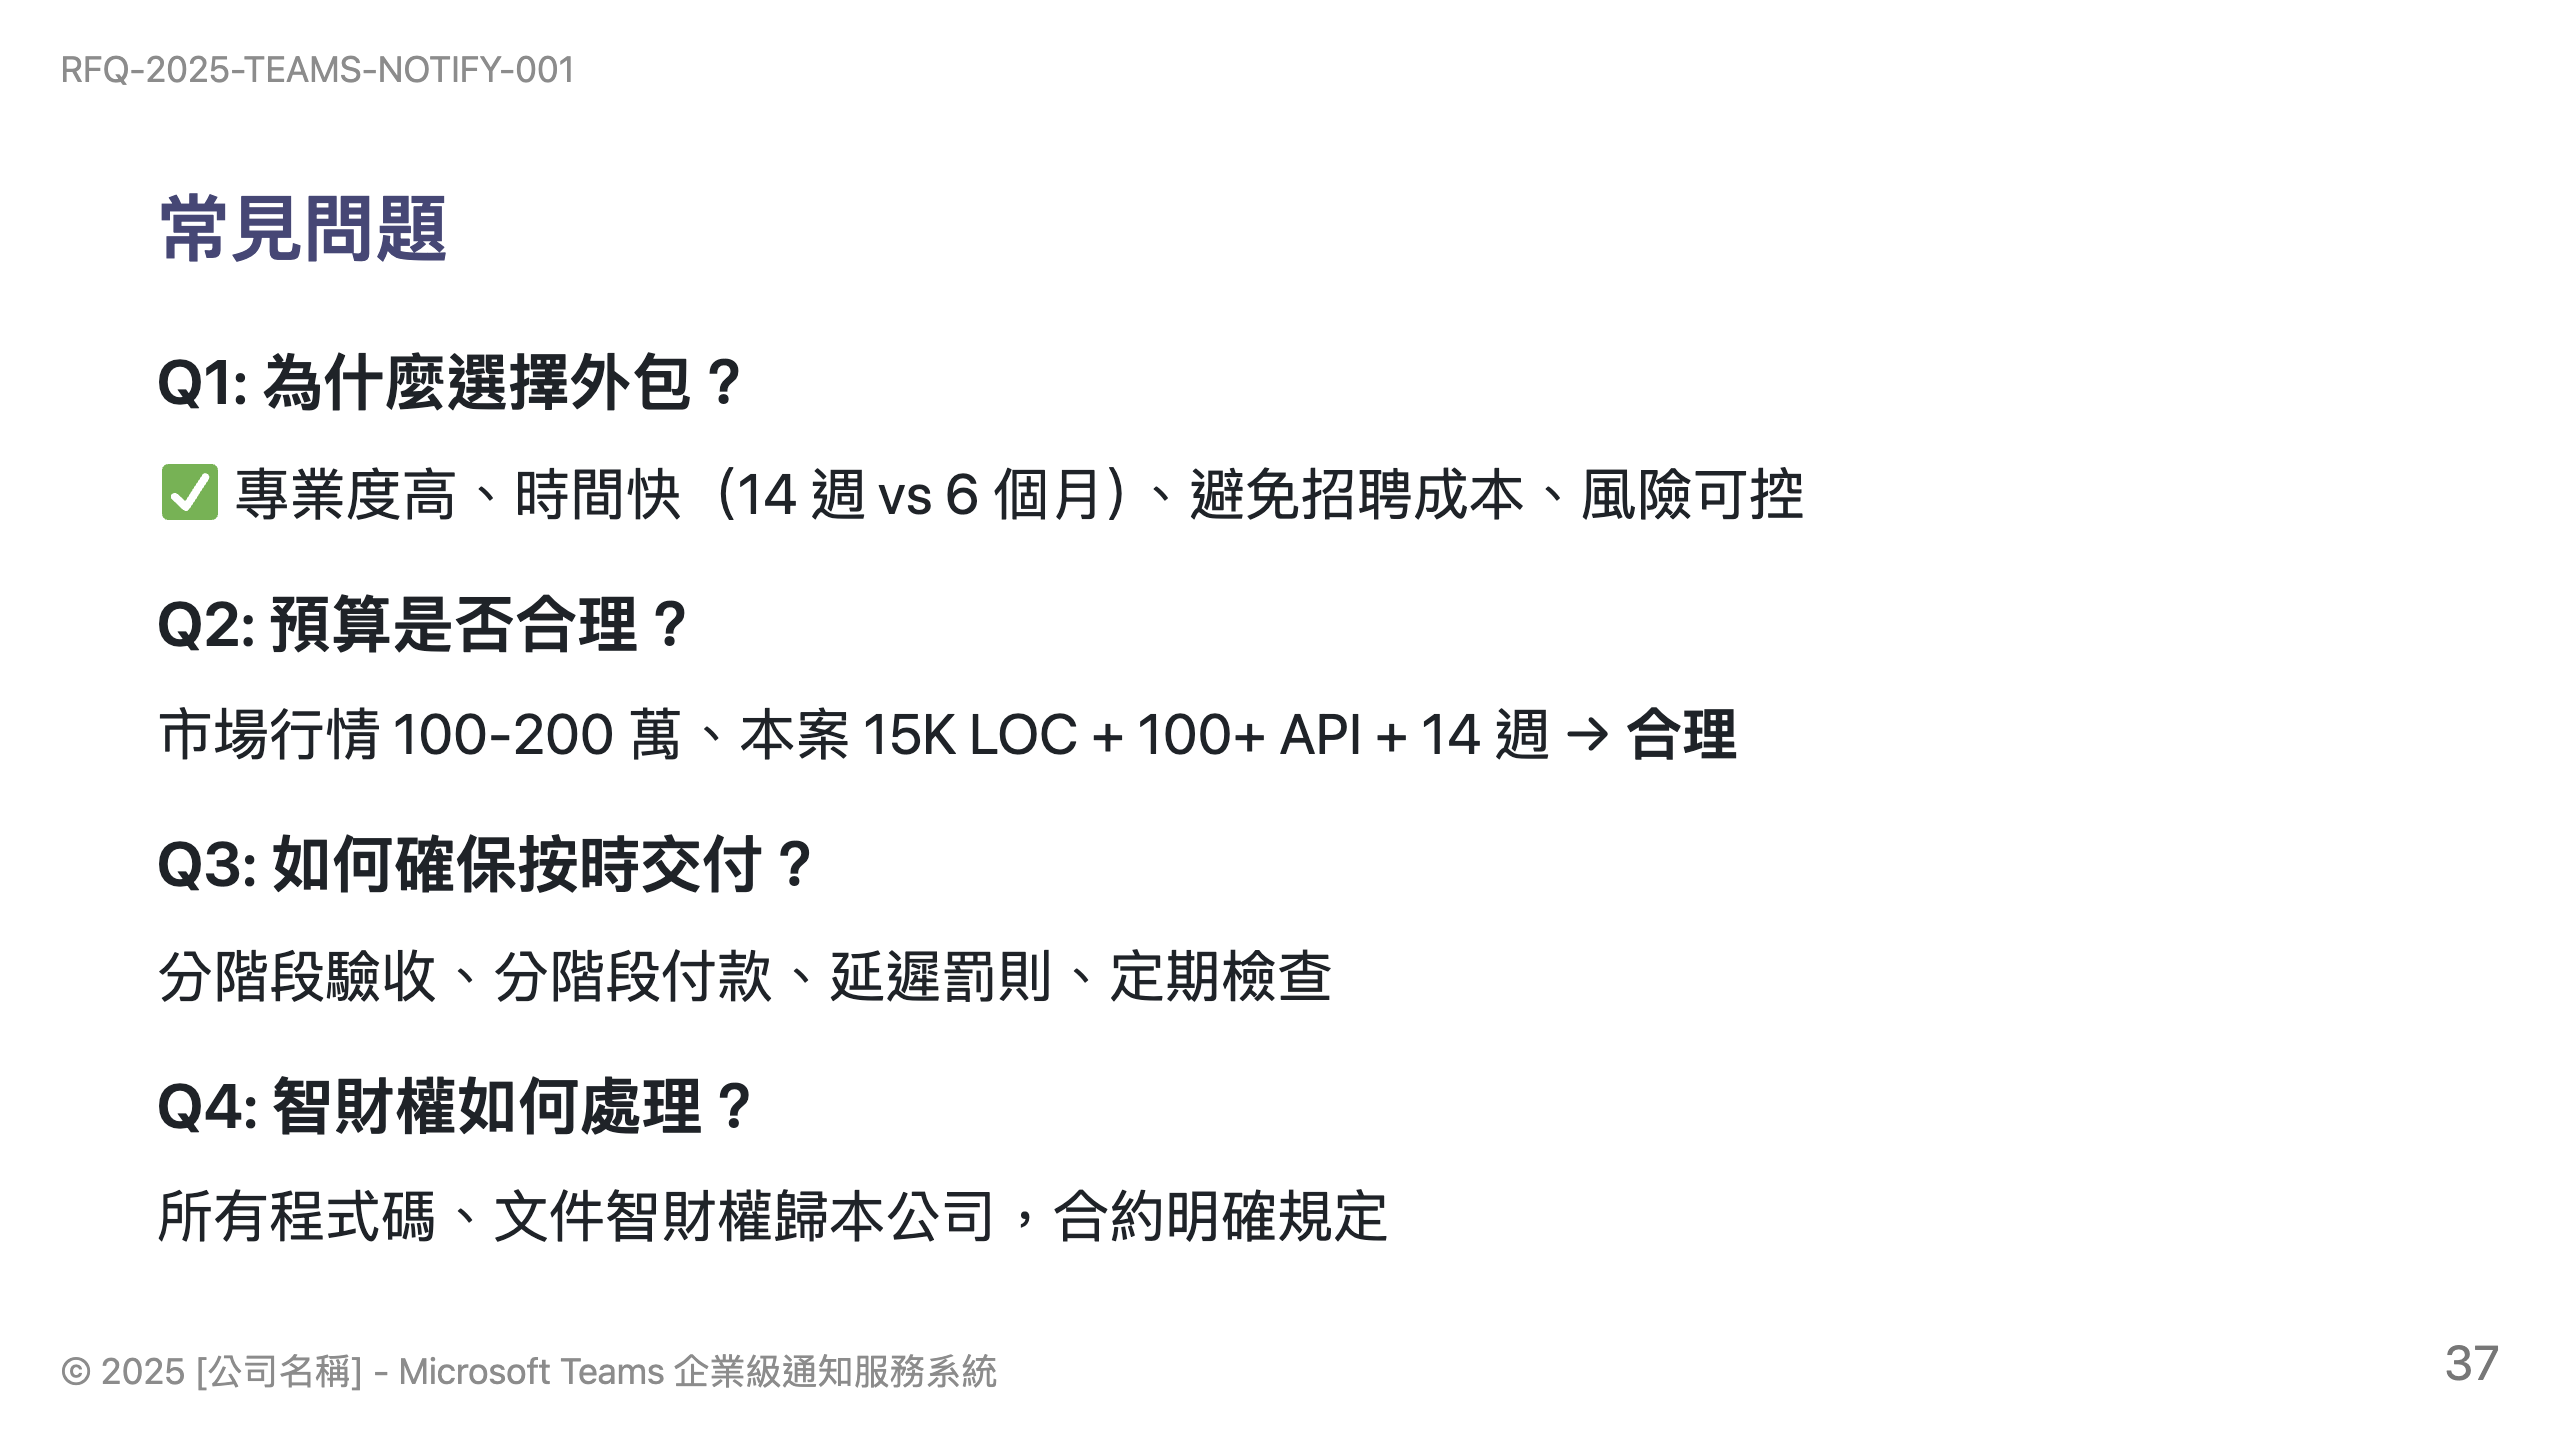 RFQ-2025-TEAMS-NOTIFY-001
常見問題
Q1: 為什麼選擇外包？
✅ 專業度高、時間快（14 週 vs 6 個月）、避免招聘成本、風險可控
Q2: 預算是否合理？
市場行情 100-200 萬、本案 15K LOC + 100+ API + 14 週 → 合理
Q3: 如何確保按時交付？
分階段驗收、分階段付款、延遲罰則、定期檢查
Q4: 智財權如何處理？
所有程式碼、文件智財權歸本公司，合約明確規定
© 2025 [公司名稱] - Microsoft Teams 企業級通知服務系統
37